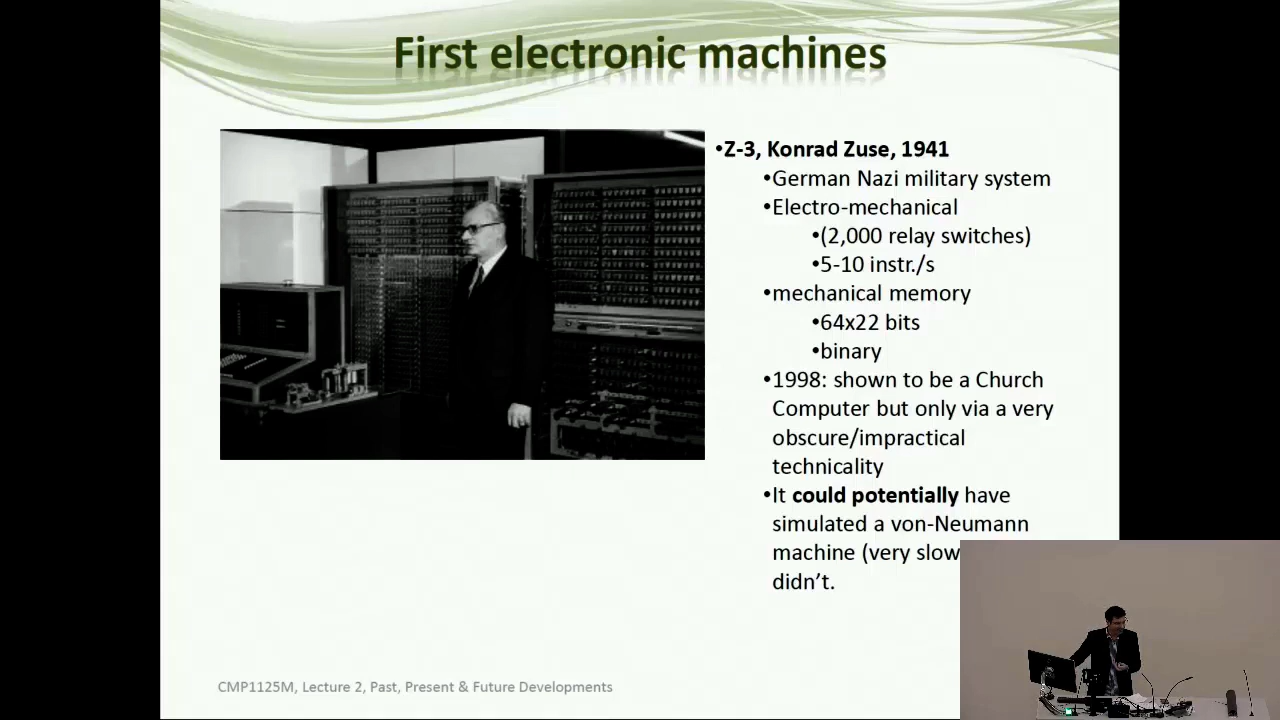 First electronic machines
•Z-3, Konrad Zuse, 1941
•German Nazi military system
•Electro-mechanical
•(2,000 relay switches)
•5-10 instr./s
•mechanical memory
•64x22 bits
•binary
•1998: shown to be a Church
Computer but only via a very
obscure/impractical
technicality
•It could potentially have
simulated a von-Neumann
machine (very slow
didn't.
CMP1125M, Lecture 2, Past, Present & Future Developments